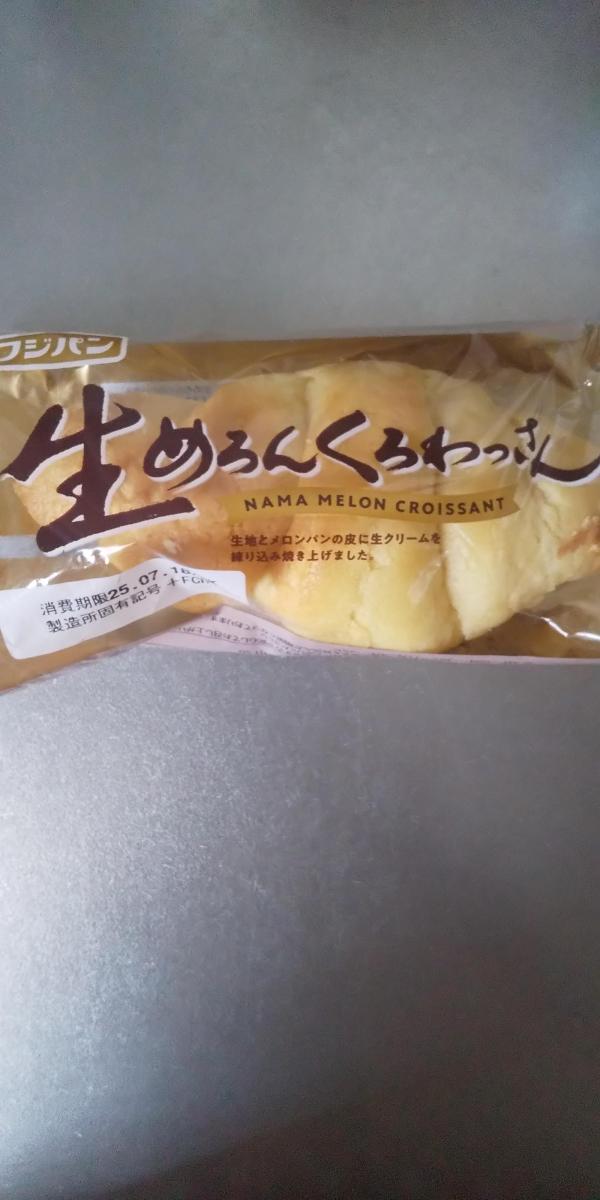 フジパン
生めろんくろわっさん
NAMA MELON CROISSANT
生地とメロンパンの皮に生クリームを
練り込み焼き上げました。
消費期限25.07.18
製造所固有記号 +FC